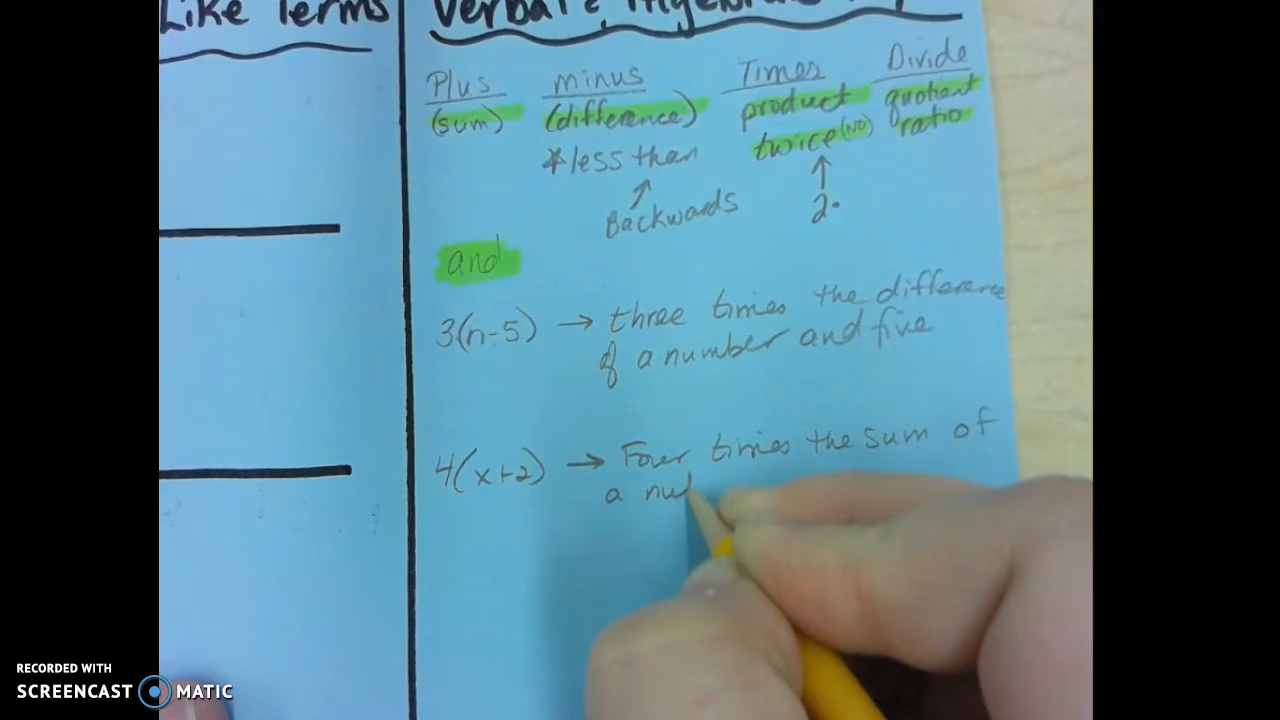 Like Terms
Verbal &
Plus minus Times Divide
(sum) (difference) product quotient
*less than twice (NO) ratio
Backwards 2•
and
3(n-5) → three times the difference
of a number and five
4(x+2) → Four times the sum of
a nu
RECORDED WITH
SCREENCAST MATIC